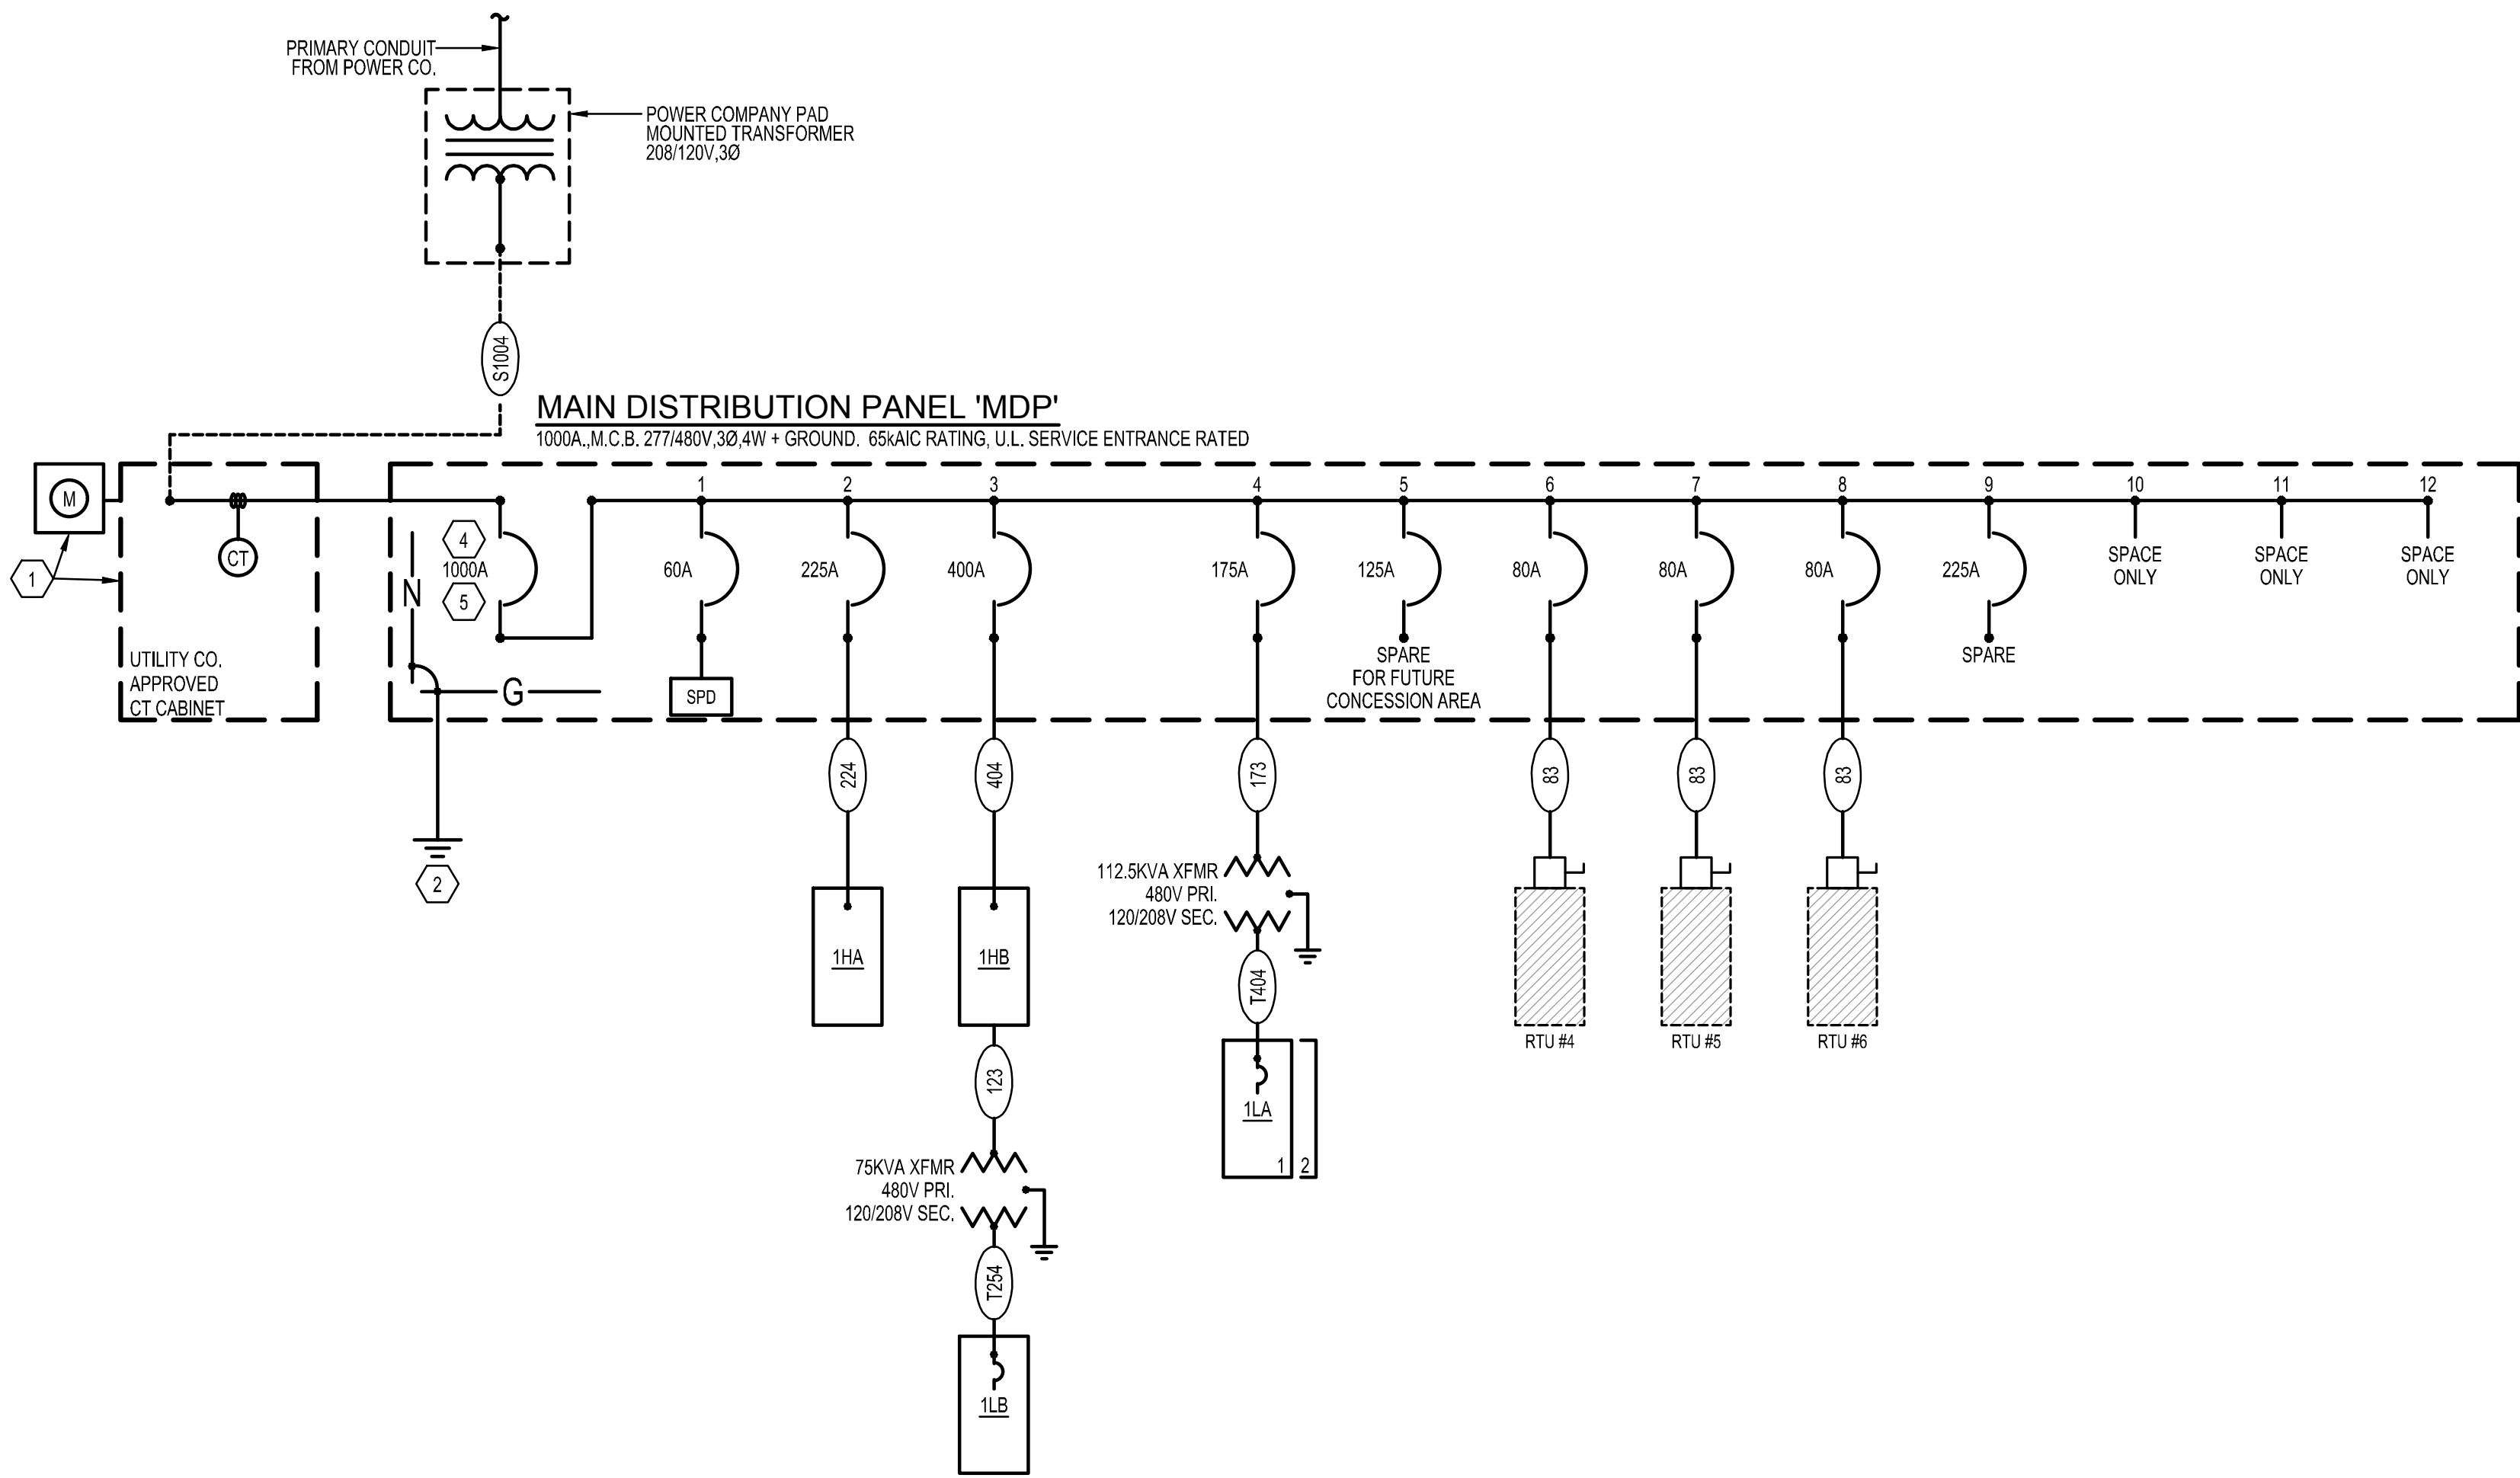 PRIMARY CONDUIT
FROM POWER CO.
POWER COMPANY PAD
MOUNTED TRANSFORMER
208/120V,3Ø
S1004
MAIN DISTRIBUTION PANEL 'MDP'
1000A.,M.C.B. 277/480V,3Ø,4W + GROUND. 65kAIC RATING, U.L. SERVICE ENTRANCE RATED
M
1
CT
UTILITY CO.
APPROVED
CT CABINET
N
4
1000A
5
G
2
1
60A
SPD
2
225A
3
400A
4
175A
5
125A
SPARE
FOR FUTURE
CONCESSION AREA
6
80A
7
80A
8
80A
9
225A
SPARE
10
SPACE
ONLY
11
SPACE
ONLY
12
SPACE
ONLY
224
404
173
83
83
83
1HA
1HB
112.5KVA XFMR
480V PRI.
120/208V SEC.
T404
1LA
1
2
RTU #4
RTU #5
RTU #6
123
75KVA XFMR
480V PRI.
120/208V SEC.
T254
1LB